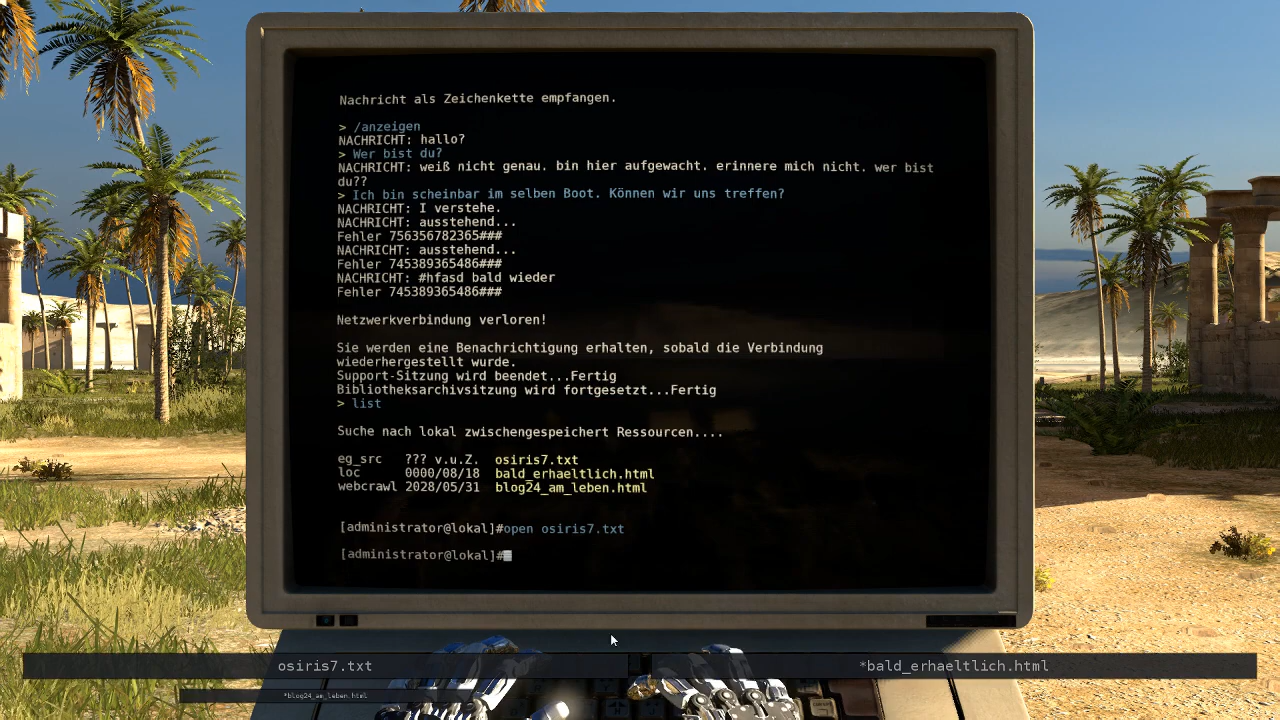 Nachricht als Zeichenkette empfangen.
> /anzeigen
NACHRICHT: hallo?
> Wer bist du?
NACHRICHT: weiß nicht genau. bin hier aufgewacht. erinnere mich nicht. wer bist
du??
> Ich bin scheinbar im selben Boot. Können wir uns treffen?
NACHRICHT: I verstehe.
NACHRICHT: ausstehend...
Fehler 756356782365###
NACHRICHT: ausstehend...
Fehler 745389365486###
NACHRICHT: #hfasd bald wieder
Fehler 745389365486###
Netzwerkverbindung verloren!
Sie werden eine Benachrichtigung erhalten, sobald die Verbindung
wiederhergestellt wurde.
Support-Sitzung wird beendet...Fertig
Bibliotheksarchivsitzung wird fortgesetzt...Fertig
> list
Suche nach lokal zwischengespeichert Ressourcen....
eg_src ??? v.u.Z. osiris7.txt
loc 0000/08/18 bald_erhaeltlich.html
webcrawl 2028/05/31 blog24_am_leben.html
[administrator@lokal]#open osiris7.txt
[administrator@lokal]#
osiris7.txt
*bald_erhaeltlich.html
*blog24_am_leben.html